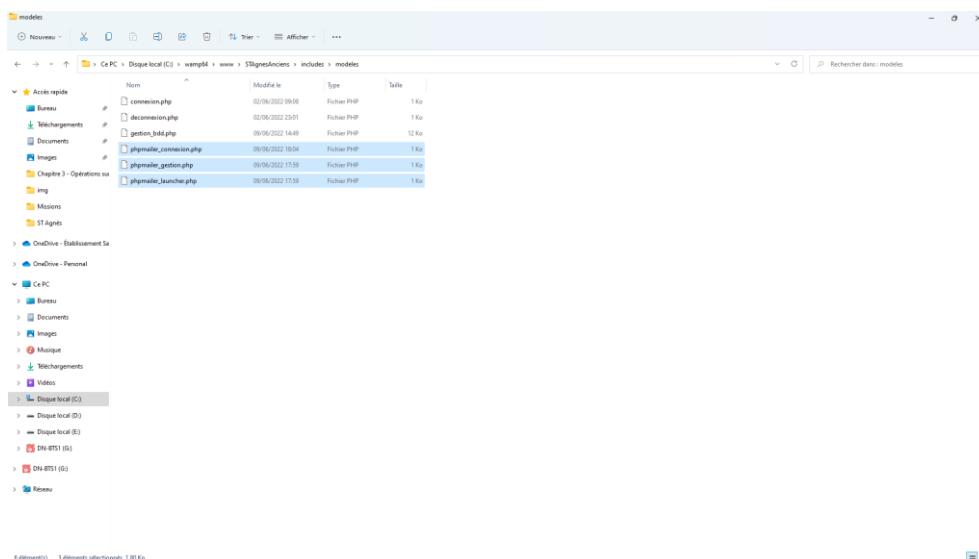 modeles
Nouveau
Trier
Afficher
Ce PC > Disque local (C:) > wamp64 > www > STAgnesAnciens > includes > modeles
Rechercher dans : modeles
Nom Modifié le Type Taille
connexion.php 02/06/2022 09:08 Fichier PHP 1 Ko
deconnexion.php 02/06/2022 23:01 Fichier PHP 1 Ko
gestion_bdd.php 09/06/2022 14:49 Fichier PHP 12 Ko
phpmailer_connexion.php 09/06/2022 18:04 Fichier PHP 1 Ko
phpmailer_gestion.php 09/06/2022 17:59 Fichier PHP 1 Ko
phpmailer_launcher.php 09/06/2022 17:59 Fichier PHP 1 Ko
Accès rapide
Bureau
Téléchargements
Documents
Images
Chapitre 3 - Opérations su
img
Missions
ST Agnès
OneDrive - Établissement Sa
OneDrive - Personal
Ce PC
Bureau
Documents
Images
Musique
Téléchargements
Vidéos
Disque local (C:)
Disque local (D:)
Disque local (E:)
DN-BTS1 (G:)
DN-BTS1 (G:)
Réseau
6 élément(s) 3 éléments sélectionnés 1,80 Ko